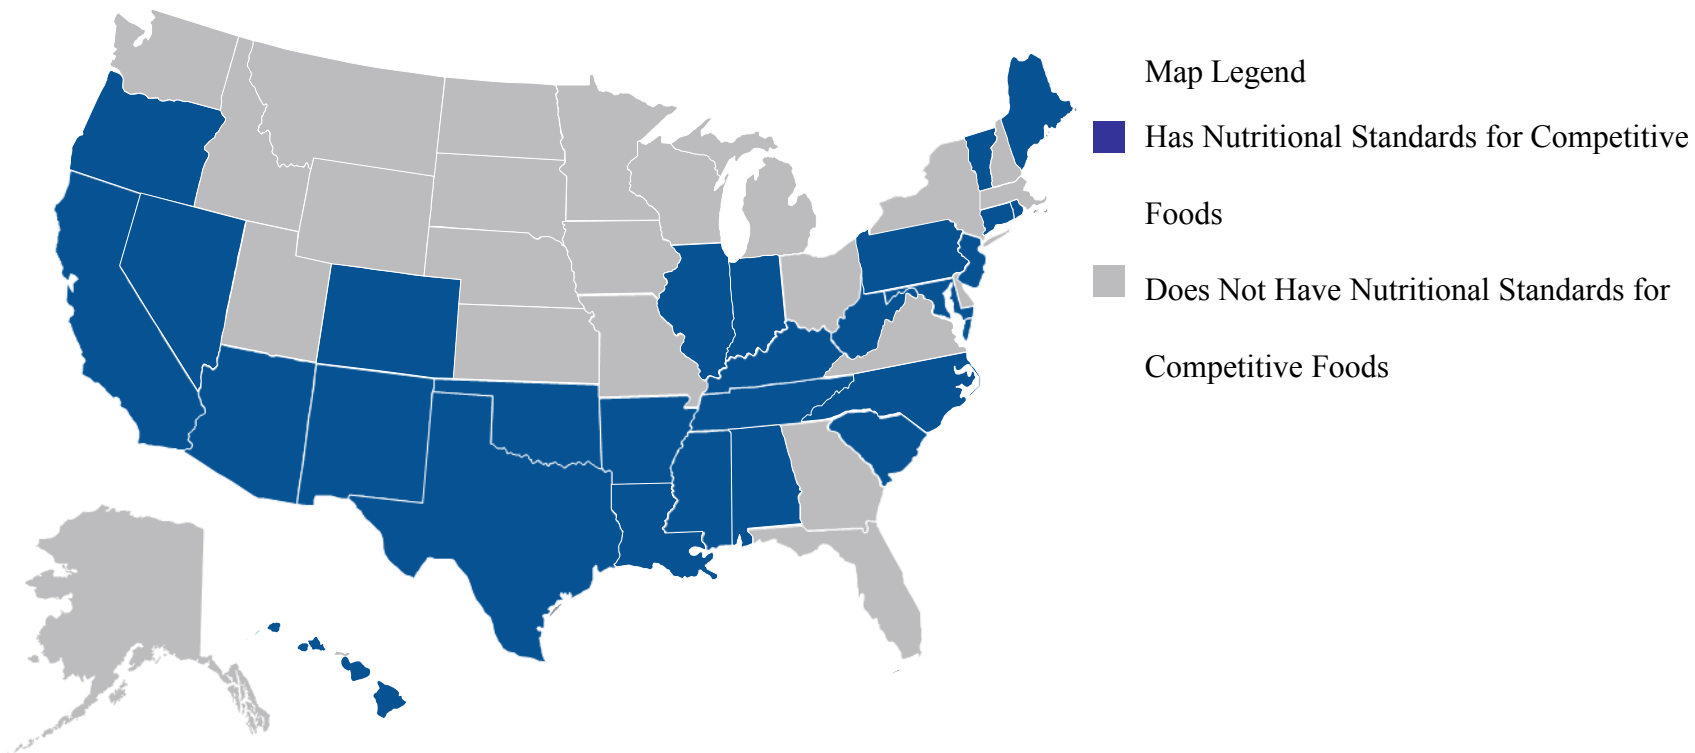 Map Legend
Has Nutritional Standards for Competitive
Foods
Does Not Have Nutritional Standards for
Competitive Foods